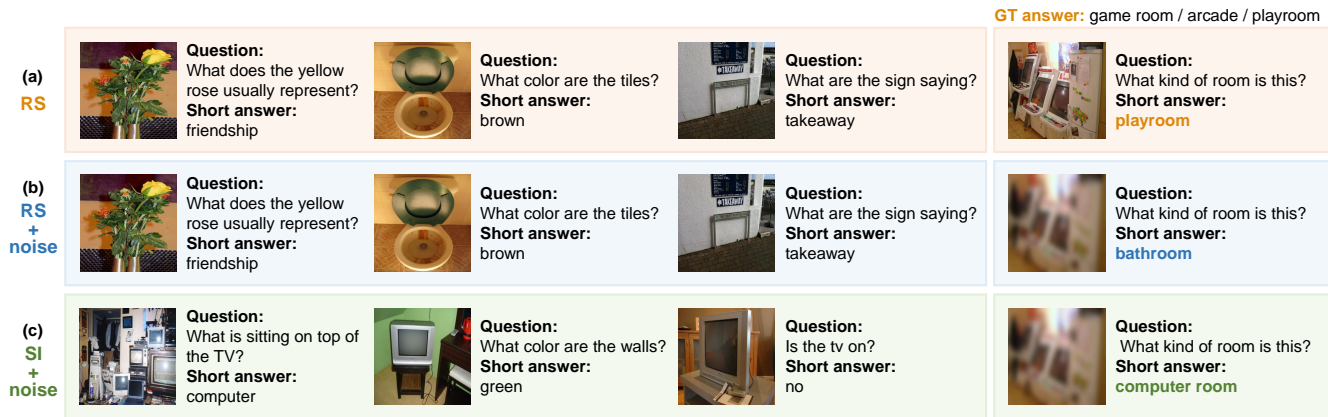 GT answer: game room / arcade / playroom
(a)
RS
Question:
What does the yellow
rose usually represent?
Short answer:
friendship
Question:
What color are the tiles?
Short answer:
brown
TAKEAWAY
Question:
What are the sign saying?
Short answer:
takeaway
Question:
What kind of room is this?
Short answer:
playroom
(b)
RS
+
noise
Question:
What does the yellow
rose usually represent?
Short answer:
friendship
Question:
What color are the tiles?
Short answer:
brown
TAKEAWAY
Question:
What are the sign saying?
Short answer:
takeaway
Question:
What kind of room is this?
Short answer:
bathroom
(c)
SI
+
noise
Question:
What is sitting on top of
the TV?
Short answer:
computer
Question:
What color are the walls?
Short answer:
green
Question:
Is the tv on?
Short answer:
no
Question:
What kind of room is this?
Short answer:
computer room